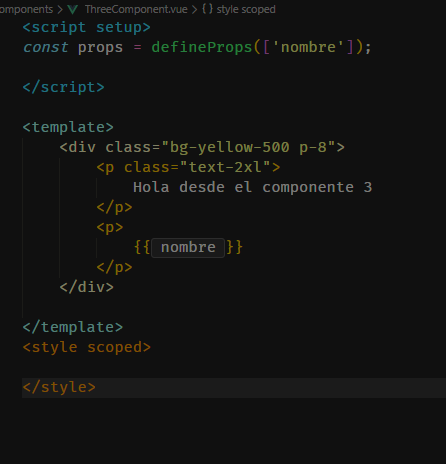 omponents > ThreeComponent.vue > {} style scoped
<script setup>
const props = defineProps(['nombre']);
</script>
<template>
<div class="bg-yellow-500 p-8">
<p class="text-2xl">
Hola desde el componente 3
</p>
<p>
{{ nombre }}
</p>
</div>
</template>
<style scoped>
</style>